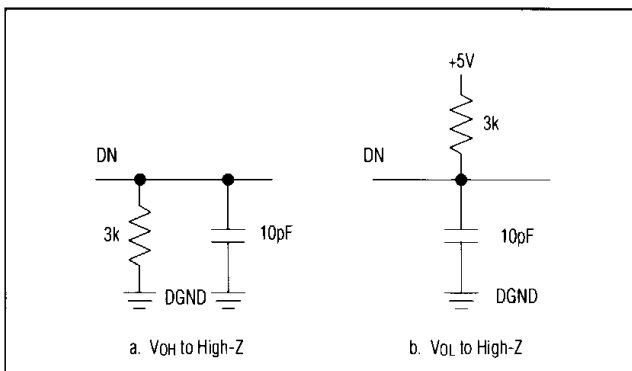 +5V
3k
DN
DN
3k
10pF
10pF
DGND
DGND
a. VOH to High-Z
b. VOL to High-Z